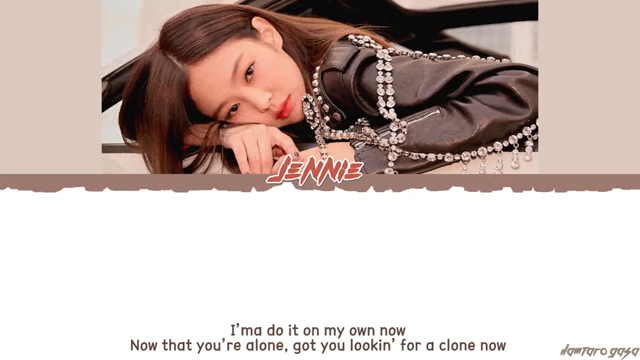 JENNIE
I'ma do it on my own now
Now that you're alone, got you lookin' for a clone now
Hamtaro gasa